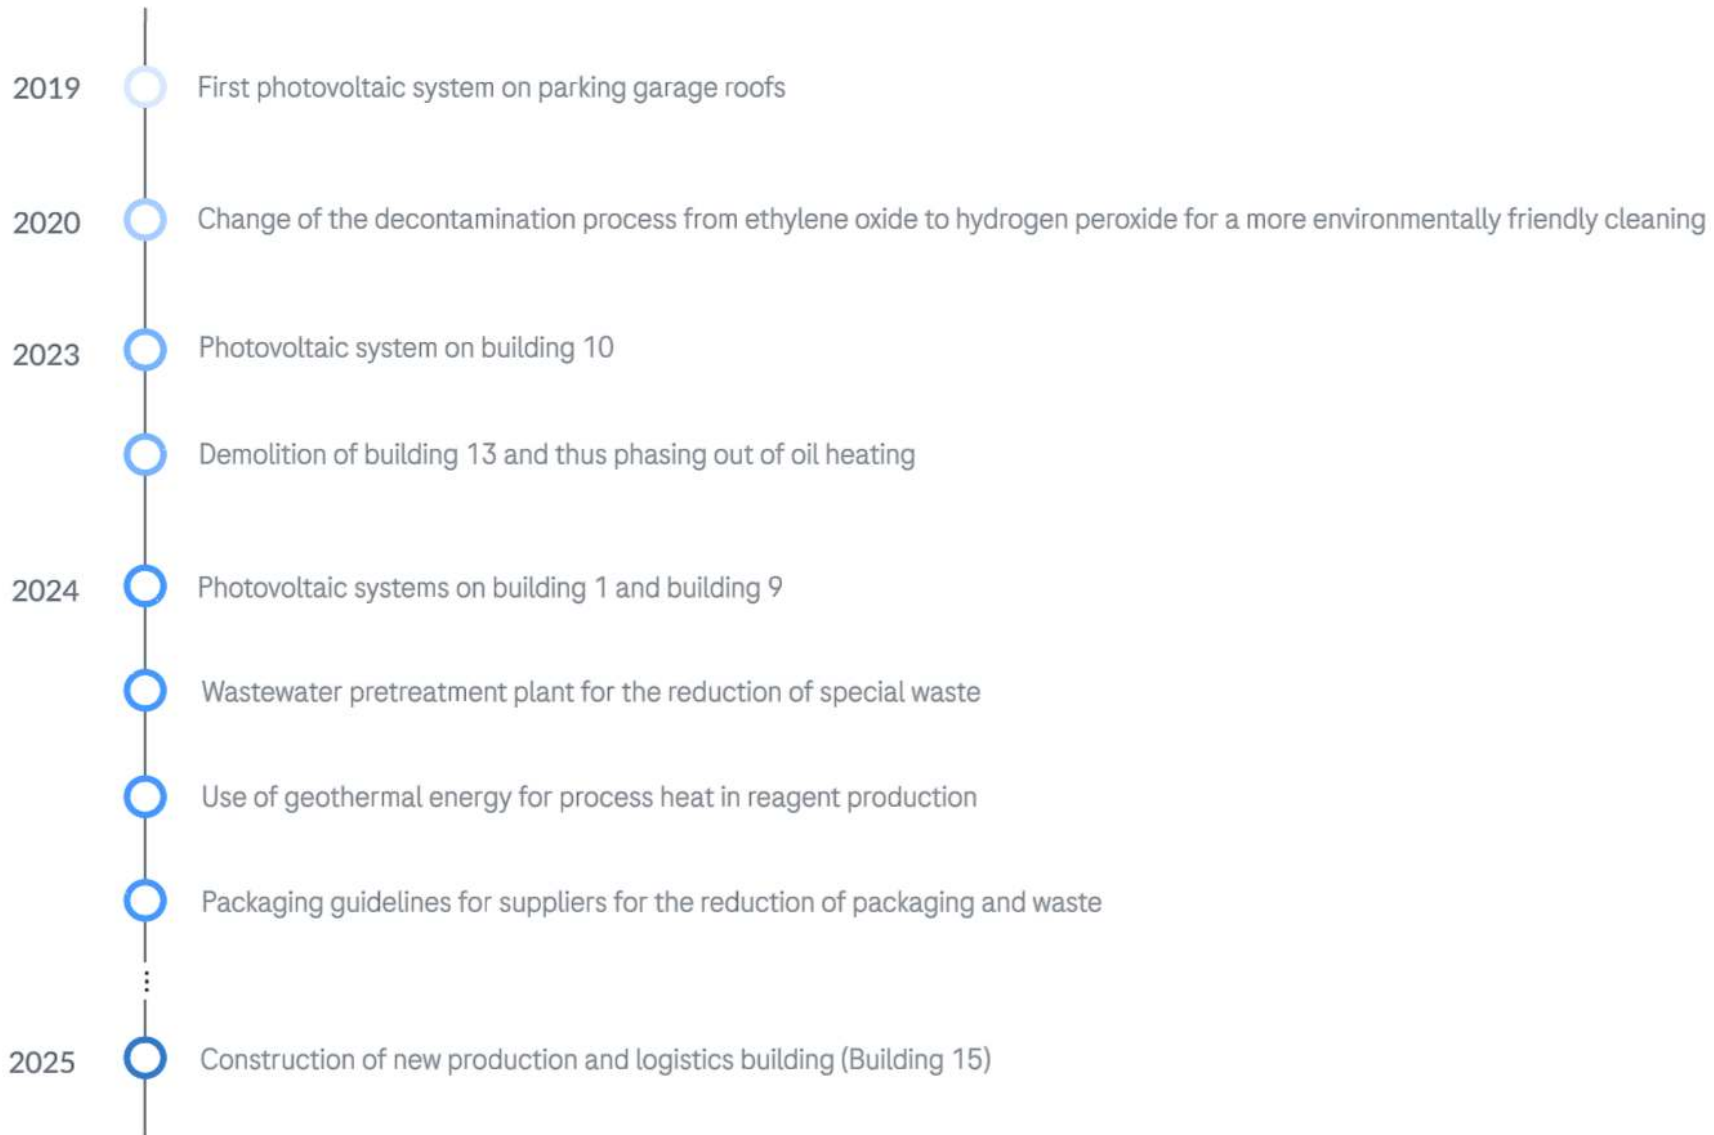 2019 First photovoltaic system on parking garage roofs
2020 Change of the decontamination process from ethylene oxide to hydrogen peroxide for a more environmentally friendly cleaning
2023 Photovoltaic system on building 10
Demolition of building 13 and thus phasing out of oil heating
2024 Photovoltaic systems on building 1 and building 9
Wastewater pretreatment plant for the reduction of special waste
Use of geothermal energy for process heat in reagent production
Packaging guidelines for suppliers for the reduction of packaging and waste
2025 Construction of new production and logistics building (Building 15)